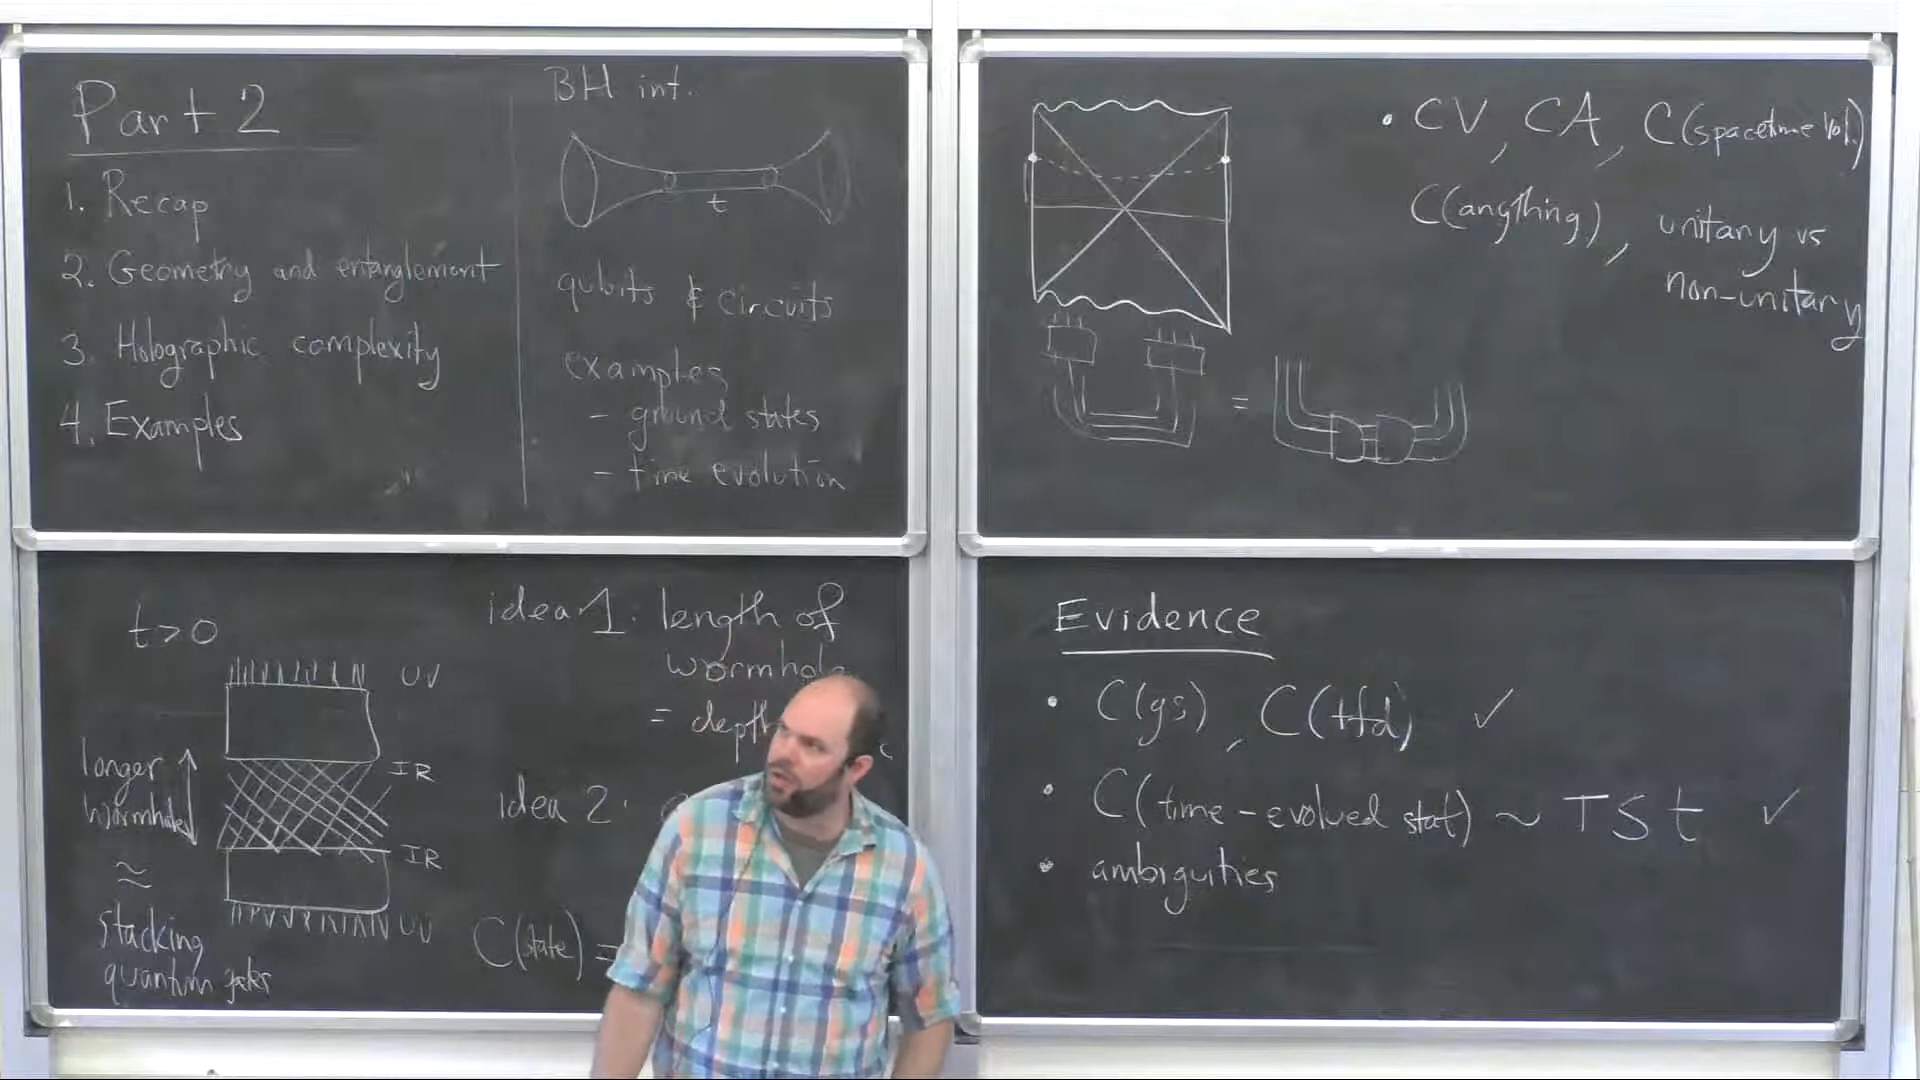 Part 2
1. Recap
2. Geometry and entanglement
3. Holographic complexity
4. Examples
BH int.
t
qubits & circuits
examples
- ground states
- time evolution
• CV, CA, C(spacetime vol.)
C(anything), unitary vs
non-unitary
=
t>0
UV
IR
IR
UV
longer
wormhole
≈
stacking
quantum gates
idea 1: length of
wormhole
= depth
idea 2:
C(state) =
Evidence
• C(gs), C(tfd) ✓
• C(time-evolved stat) ~ TSt ✓
• ambiguities